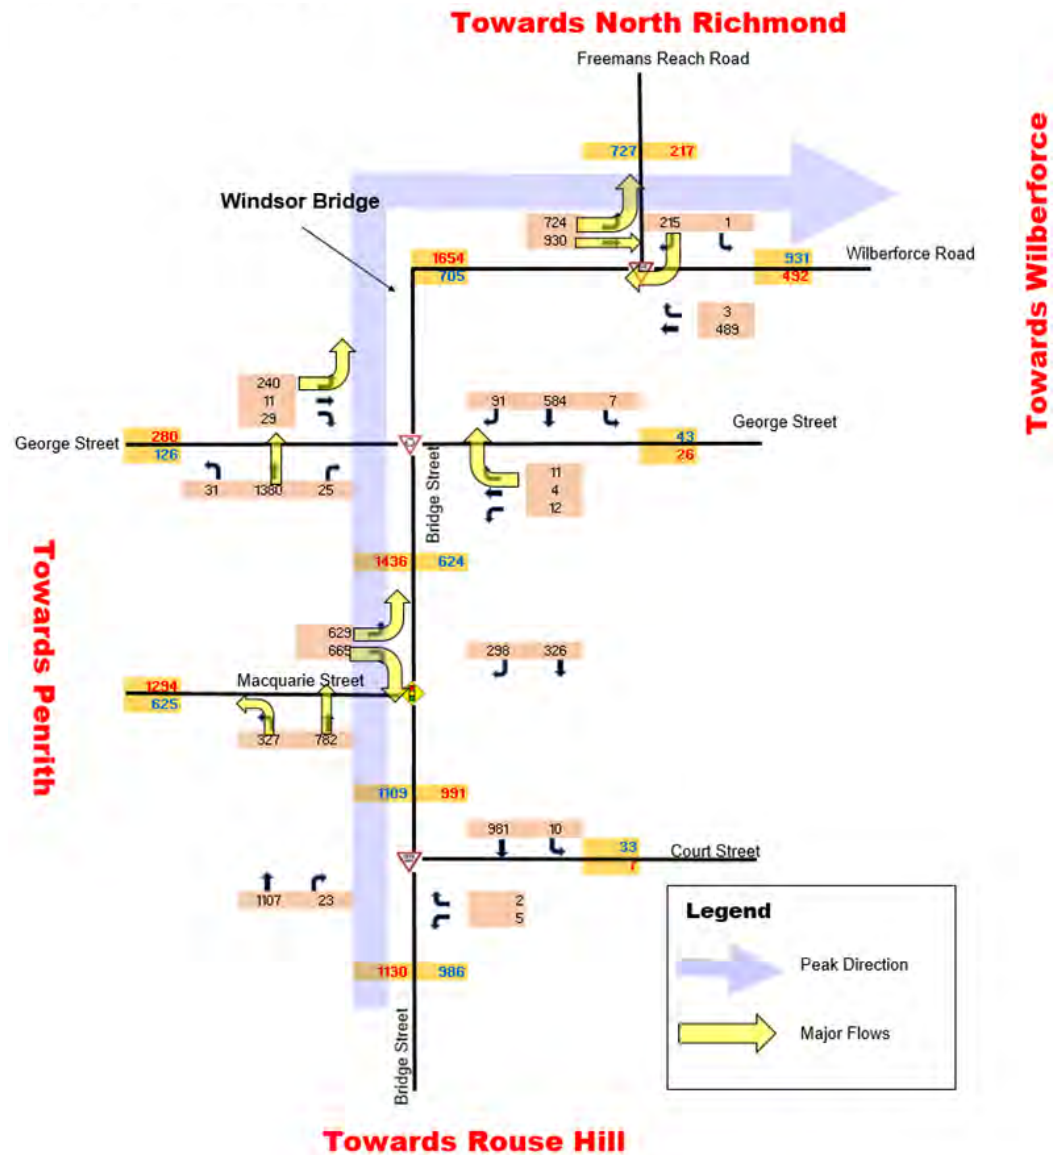 Towards North Richmond
Freemans Reach Road
Towards Wilberforce
727 217
Windsor Bridge
724
930
215 1
Wilberforce Road
1654
705
931
492
3
489
240
11
29
91 584 7
George Street
280
126
George Street
43
26
31 1380 25
11
4
12
Bridge Street
1436 624
Towards Penrith
629
665
298 326
1294
625
Macquarie Street
327 782
1109 991
981 10
33
7
Court Street
1107 23
2
5
Legend
Peak Direction
Major Flows
1130 986
Bridge Street
Towards Rouse Hill